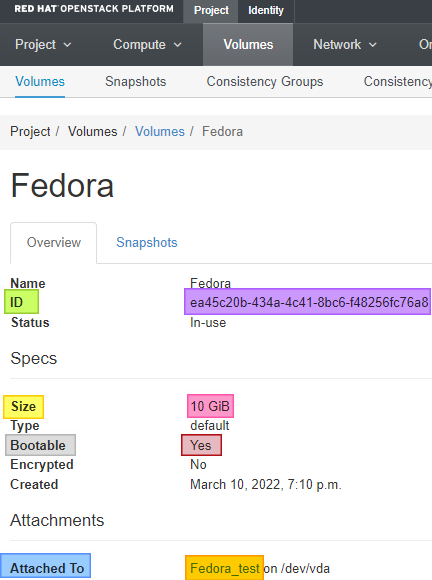 RED HAT® OPENSTACK PLATFORM Project Identity
Project Compute Volumes Network
Volumes Snapshots Consistency Groups Consistency
Project / Volumes / Volumes / Fedora
Fedora
Overview Snapshots
Name Fedora
ID ea45c20b-434a-4c41-8bc6-f48256fc76a8
Status In-use
Specs
Size 10 GiB
Type default
Bootable Yes
Encrypted No
Created March 10, 2022, 7:10 p.m.
Attachments
Attached To Fedora_test on /dev/vda